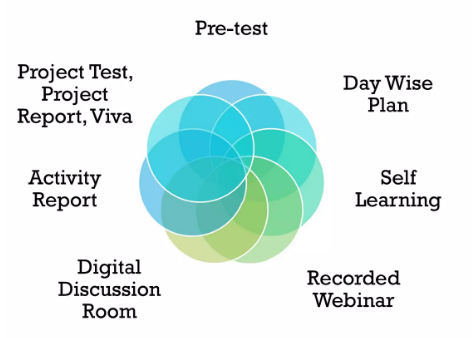 Pre-test
Day Wise
Plan
Self
Learning
Recorded
Webinar
Digital
Discussion
Room
Activity
Report
Project Test,
Project
Report, Viva